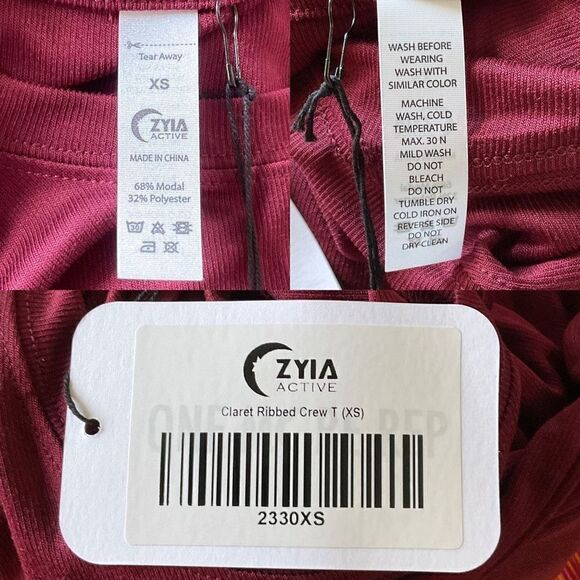 Tear Away
XS
ZYIA
ACTIVE
MADE IN CHINA
68% Modal
32% Polyester
30
WASH BEFORE
WEARING
WASH WITH
SIMILAR COLOR
MACHINE
WASH, COLD
TEMPERATURE
MAX. 30 N
MILD WASH
DO NOT
BLEACH
DO NOT
TUMBLE DRY
COLD IRON ON
REVERSE SIDE
DO NOT
DRY CLEAN
ZYIA
ACTIVE
Claret Ribbed Crew T (XS)
2330XS